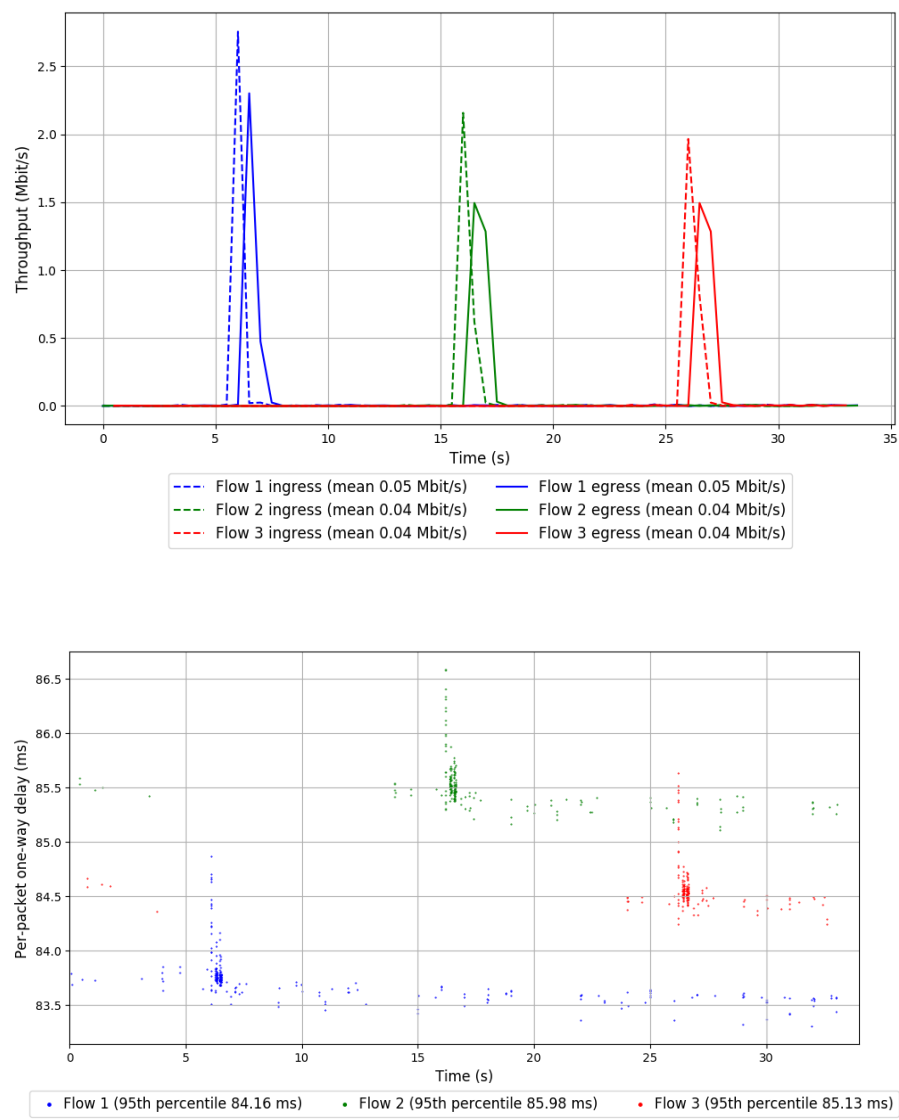 2.5
2.0
1.5
1.0
0.5
0.0
Throughput (Mbit/s)
0 5 10 15 20 25 30 35
Time (s)
Flow 1 ingress (mean 0.05 Mbit/s) Flow 1 egress (mean 0.05 Mbit/s)
Flow 2 ingress (mean 0.04 Mbit/s) Flow 2 egress (mean 0.04 Mbit/s)
Flow 3 ingress (mean 0.04 Mbit/s) Flow 3 egress (mean 0.04 Mbit/s)
86.5
86.0
85.5
85.0
84.5
84.0
83.5
Per-packet one-way delay (ms)
0 5 10 15 20 25 30
Time (s)
Flow 1 (95th percentile 84.16 ms) Flow 2 (95th percentile 85.98 ms) Flow 3 (95th percentile 85.13 ms)